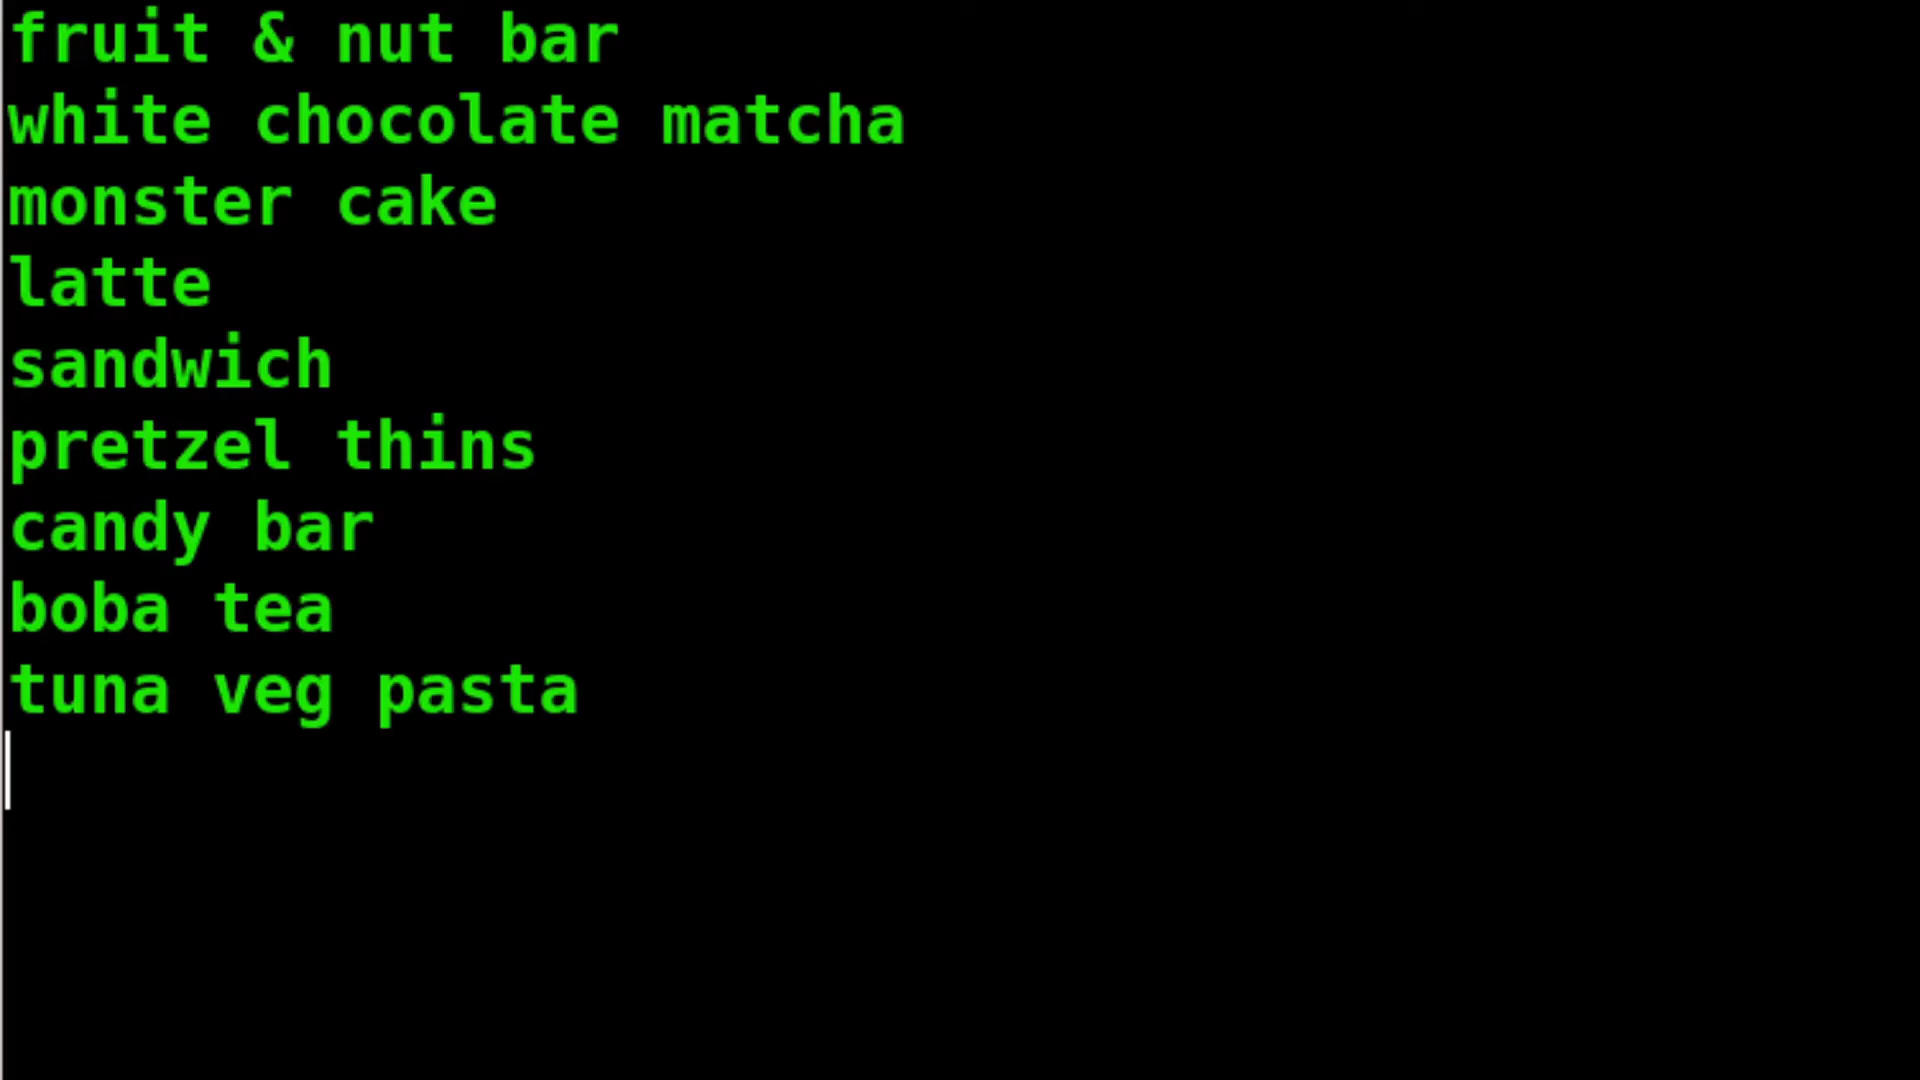 fruit & nut bar
white chocolate matcha
monster cake
latte
sandwich
pretzel thins
candy bar
boba tea
tuna veg pasta